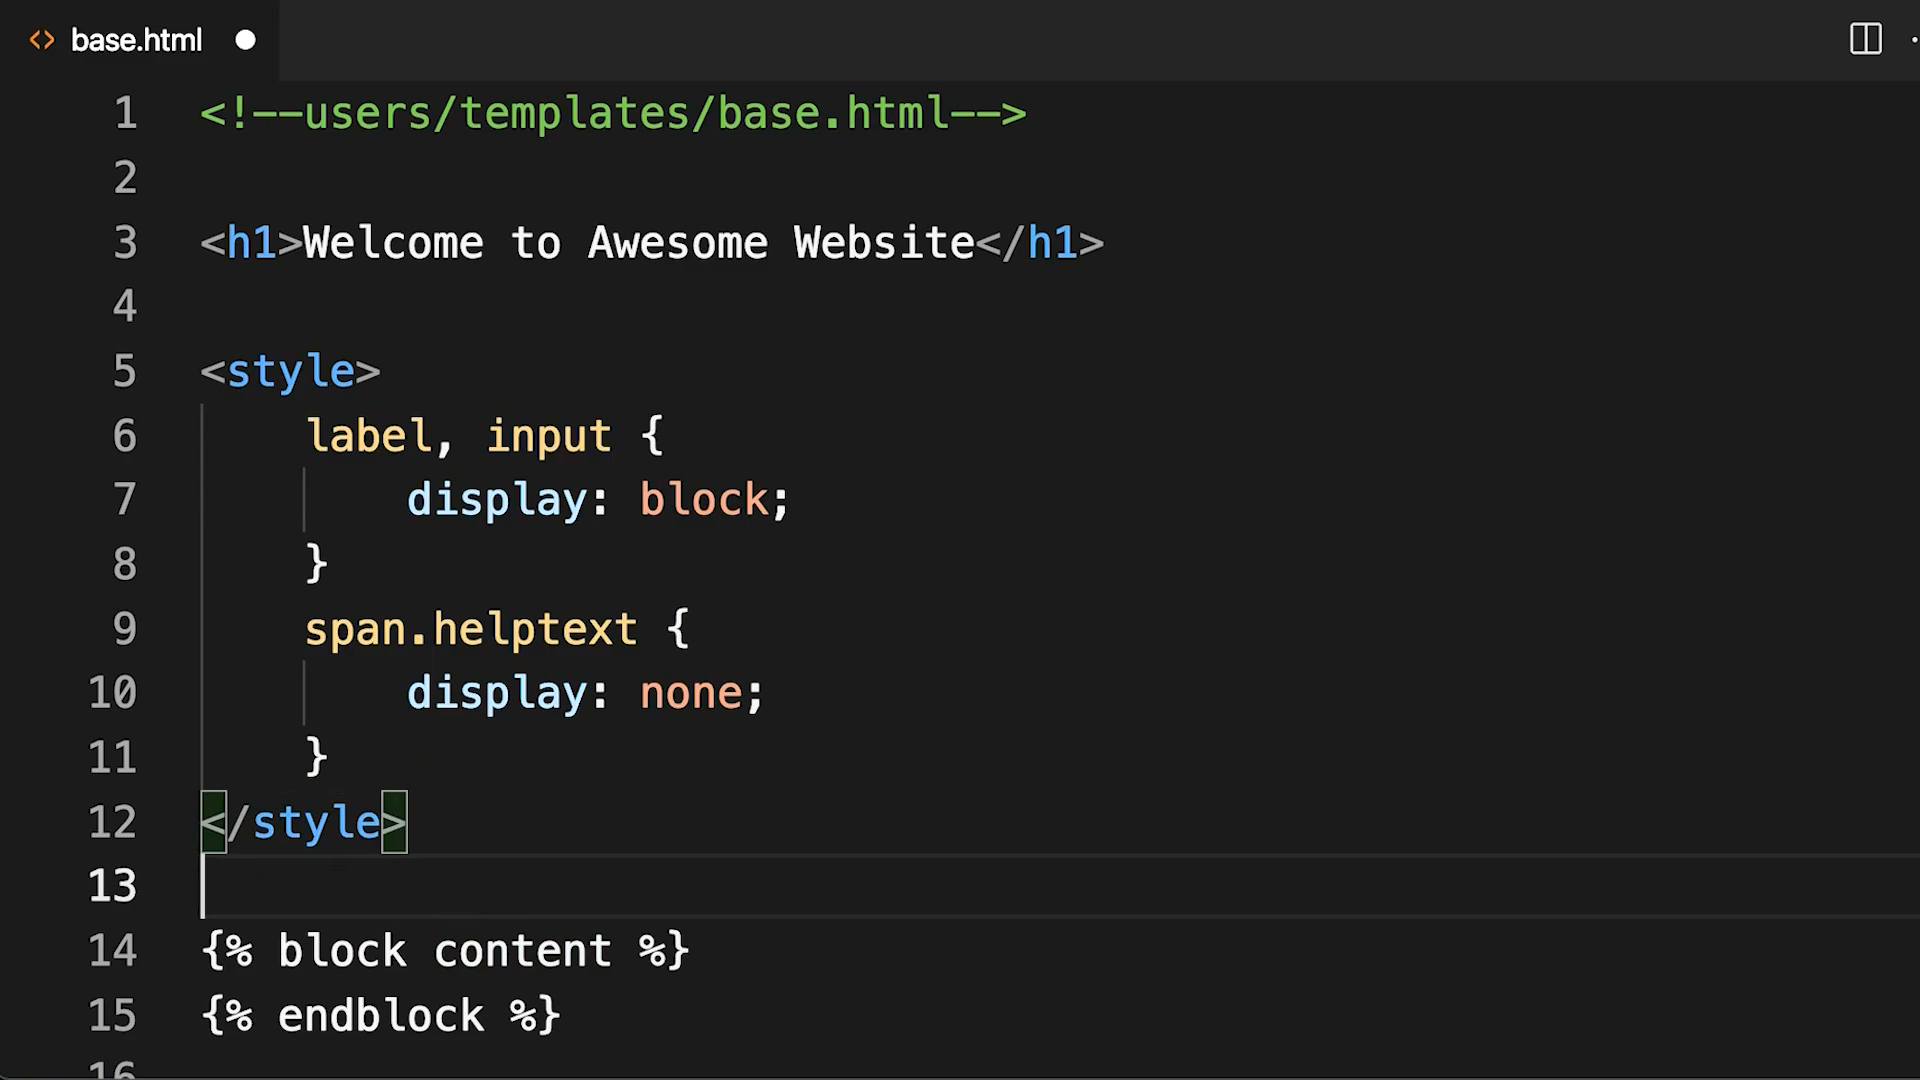 base.html
1 <!--users/templates/base.html-->
2
3 <h1>Welcome to Awesome Website</h1>
4
5 <style>
6     label, input {
7         display: block;
8     }
9     span.helptext {
10         display: none;
11     }
12 </style>
13
14 {% block content %}
15 {% endblock %}
16